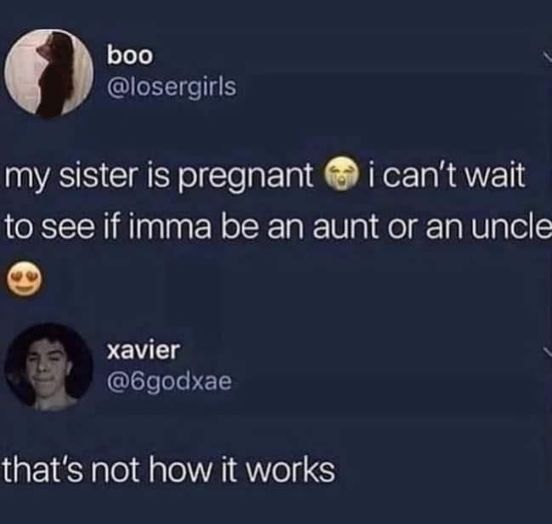 boo
@losergirls
my sister is pregnant 😭 i can't wait
to see if imma be an aunt or an uncle
😍
xavier
@6godxae
that's not how it works